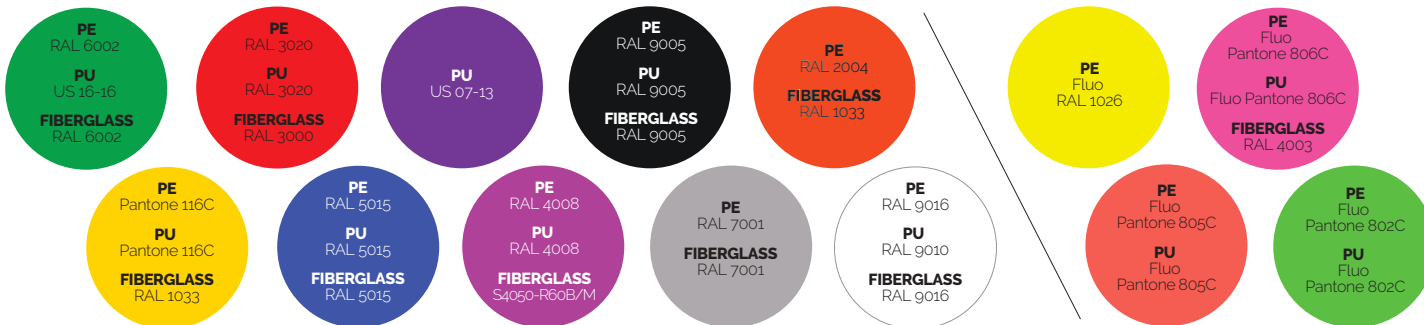 PE
RAL 6002
PU
US 16-16
FIBERGLASS
RAL 6002
PE
RAL 3020
PU
RAL 3020
FIBERGLASS
RAL 3000
PU
US 07-13
PE
RAL 9005
PU
RAL 9005
FIBERGLASS
RAL 9005
PE
RAL 2004
FIBERGLASS
RAL 1033
PE
Fluo
RAL 1026
PE
Fluo
Pantone 806C
PU
Fluo Pantone 806C
FIBERGLASS
RAL 4003
PE
Pantone 116C
PU
Pantone 116C
FIBERGLASS
RAL 1033
PE
RAL 5015
PU
RAL 5015
FIBERGLASS
RAL 5015
PE
RAL 4008
PU
RAL 4008
FIBERGLASS
S4050-R60B/M
PE
RAL 7001
FIBERGLASS
RAL 7001
PE
RAL 9016
PU
RAL 9010
FIBERGLASS
RAL 9016
PE
Fluo
Pantone 805C
PU
Fluo
Pantone 805C
PE
Fluo
Pantone 802C
PU
Fluo
Pantone 802C